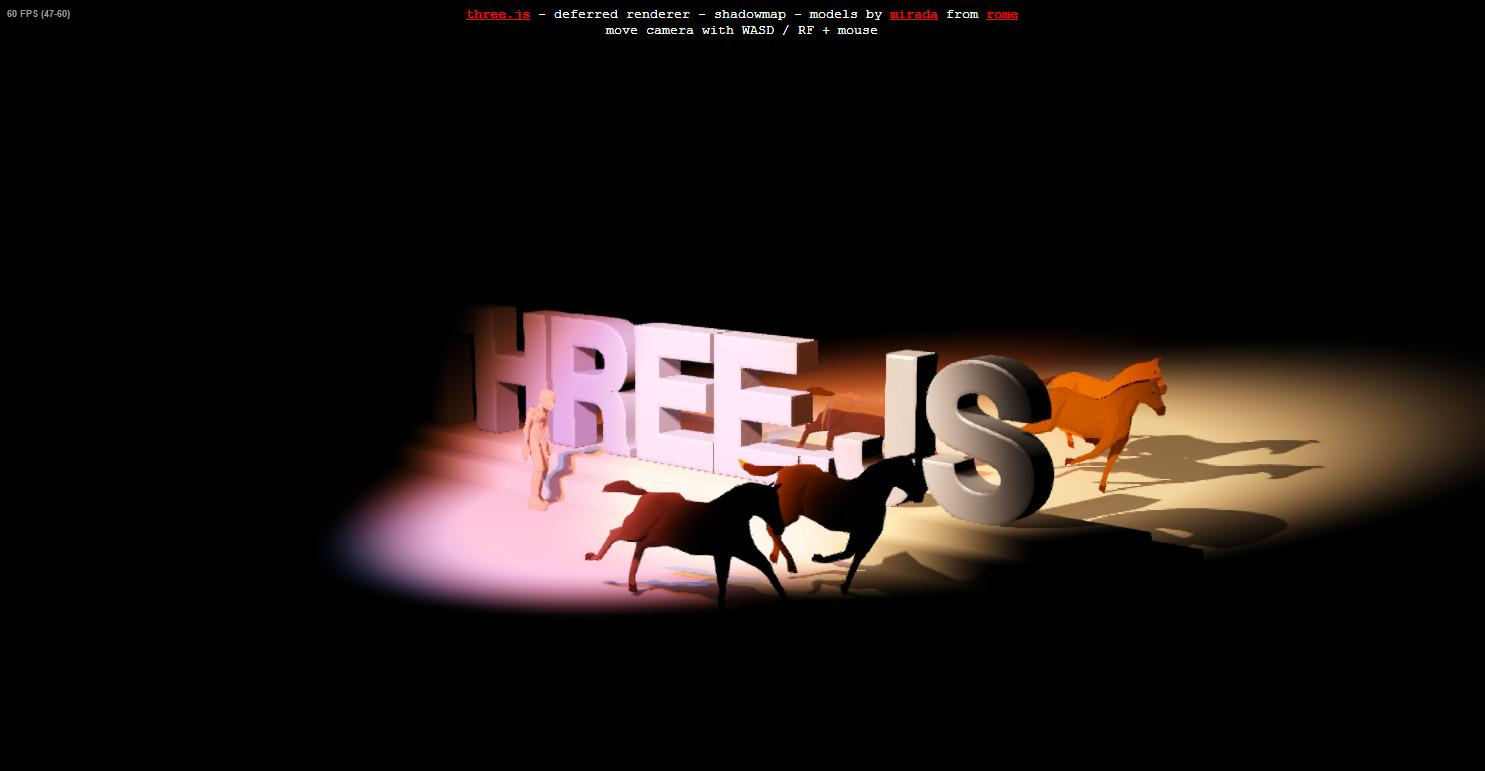 60 FPS (47-60)
three.js - deferred renderer - shadowmap - models by mirada from rome
move camera with WASD / RF + mouse
THREE.JS